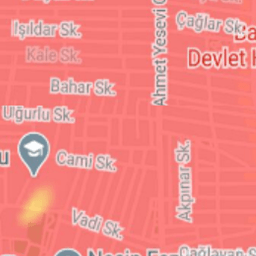 Işıldar Sk.
Çağlar Sk.
Kale Sk.
Devlet
Bahar Sk.
Ahmet Yesevi
Uğurlu Sk.
Cami Sk.
Akpınar Sk.
Vadi Sk.
Çağlayan S